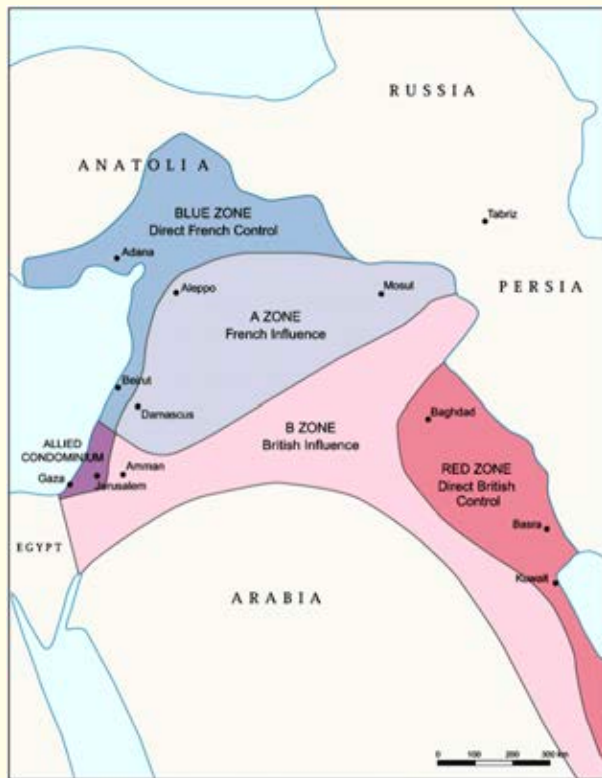 RUSSIA
ANATOLIA
BLUE ZONE
Direct French Control
Tabriz
Adana
PERSIA
Aleppo
Mosul
A ZONE
French Influence
Beirut
Damascus
Baghdad
ALLIED
CONDOMINIUM
B ZONE
British Influence
Amman
Gaza
Jerusalem
RED ZONE
Direct British
Control
Basra
EGYPT
Kuwait
ARABIA
0 100 200 300 km